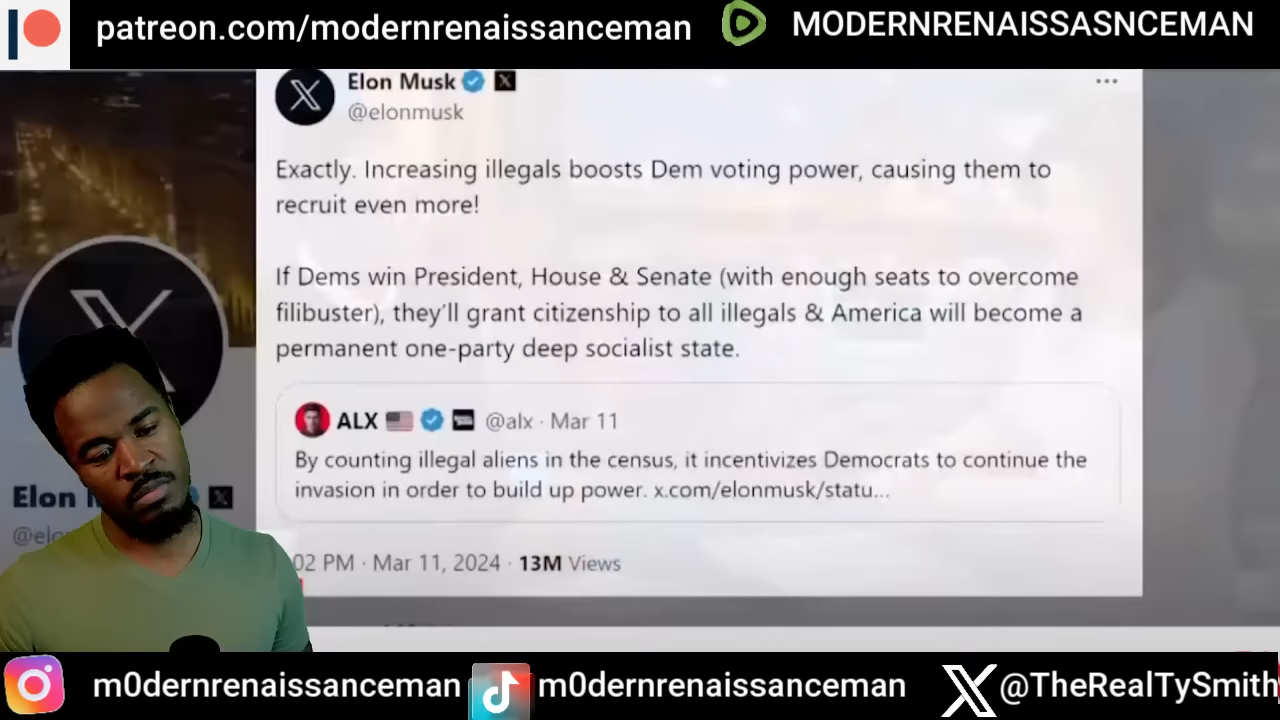 patreon.com/modernrenaissanceman
MODERNRENAISSASNCEMAN
Elon Musk
@elonmusk
Exactly. Increasing illegals boosts Dem voting power, causing them to
recruit even more!
If Dems win President, House & Senate (with enough seats to overcome
filibuster), they'll grant citizenship to all illegals & America will become a
permanent one-party deep socialist state.
ALX @alx · Mar 11
By counting illegal aliens in the census, it incentivizes Democrats to continue the
invasion in order to build up power. x.com/elonmusk/statu...
02 PM · Mar 11, 2024 · 13M Views
Elon
m0dernrenaissanceman
m0dernrenaissanceman
@TheRealTySmith